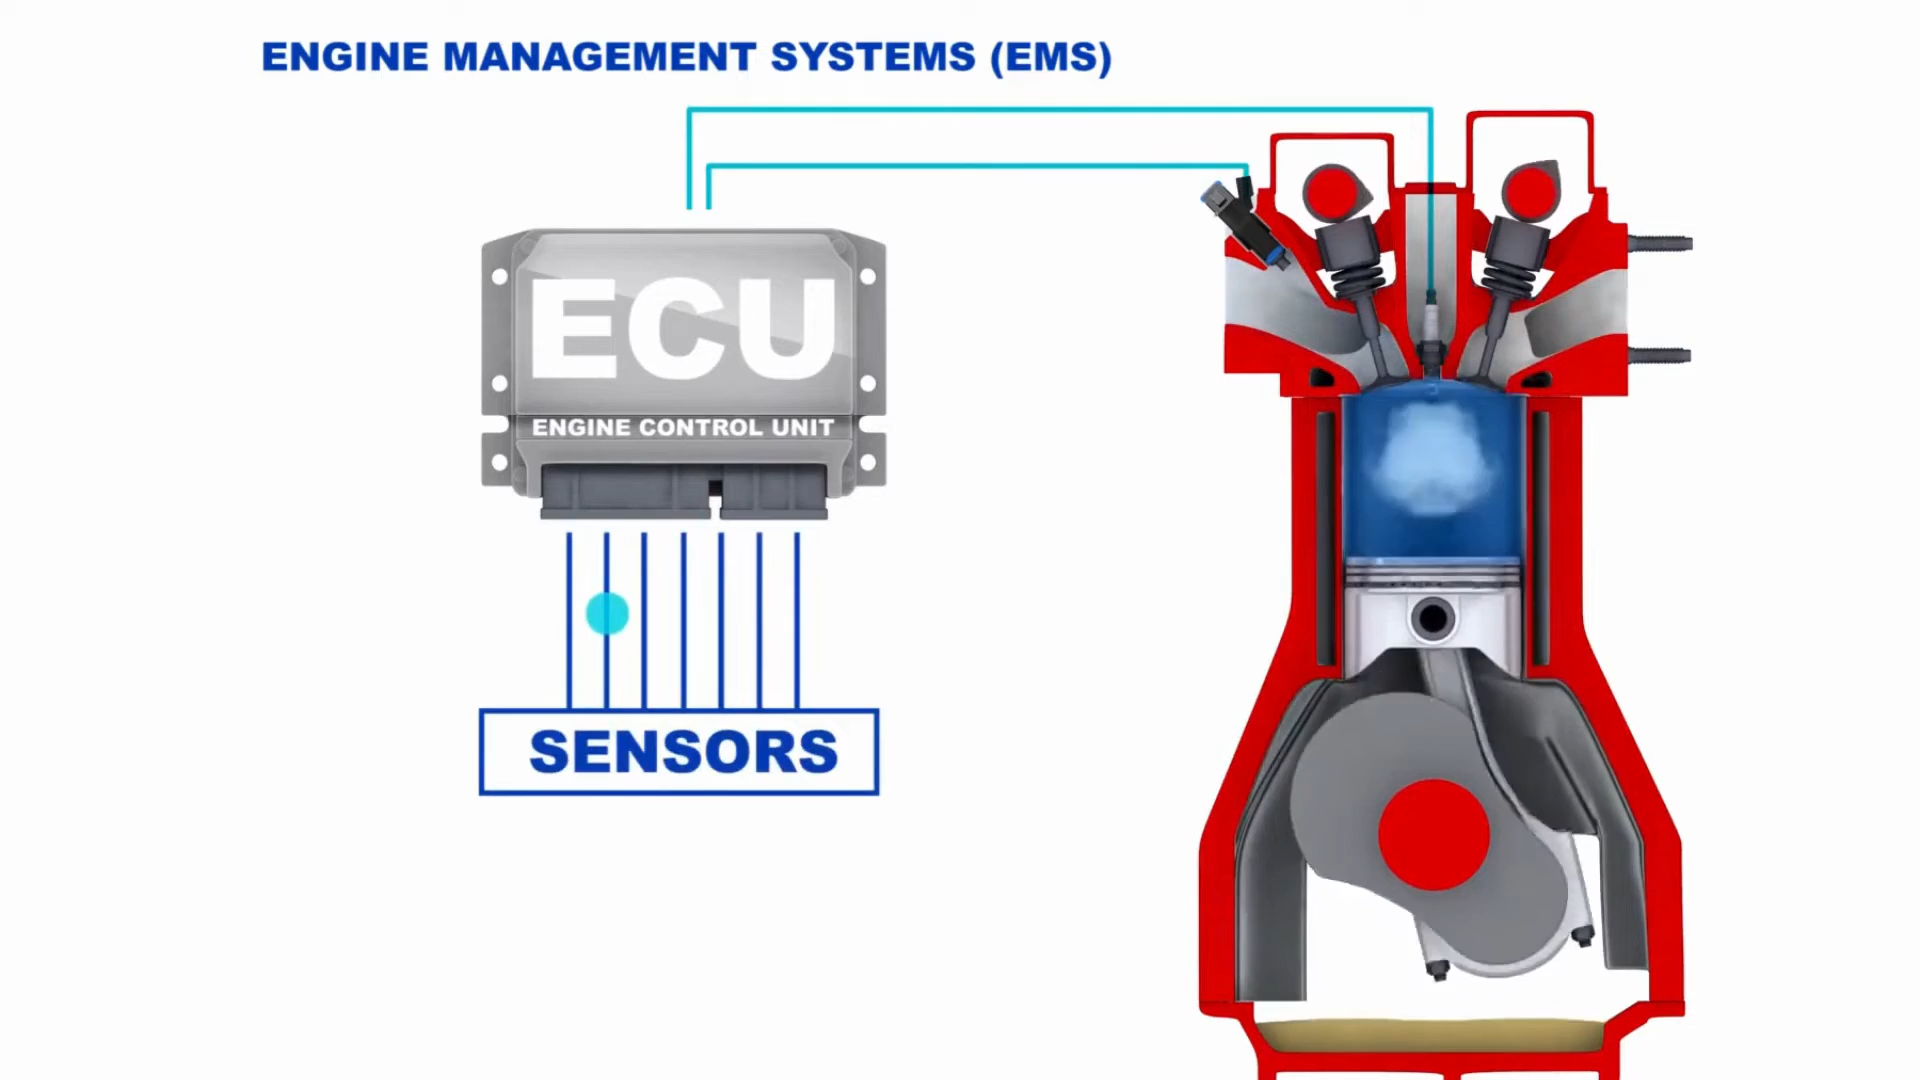 ENGINE MANAGEMENT SYSTEMS (EMS)
ECU
ENGINE CONTROL UNIT
SENSORS